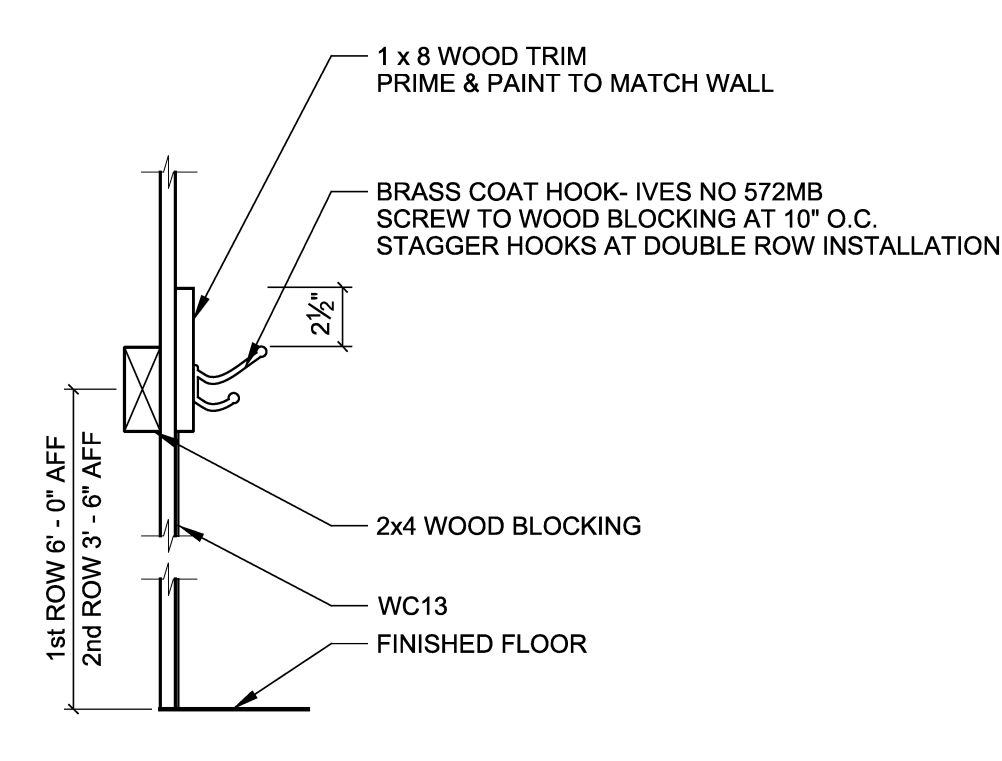 1 x 8 WOOD TRIM
PRIME & PAINT TO MATCH WALL
BRASS COAT HOOK- IVES NO 572MB
SCREW TO WOOD BLOCKING AT 10" O.C.
STAGGER HOOKS AT DOUBLE ROW INSTALLATION
2½"
1st ROW 6' - 0" AFF
2nd ROW 3' - 6" AFF
2x4 WOOD BLOCKING
WC13
FINISHED FLOOR